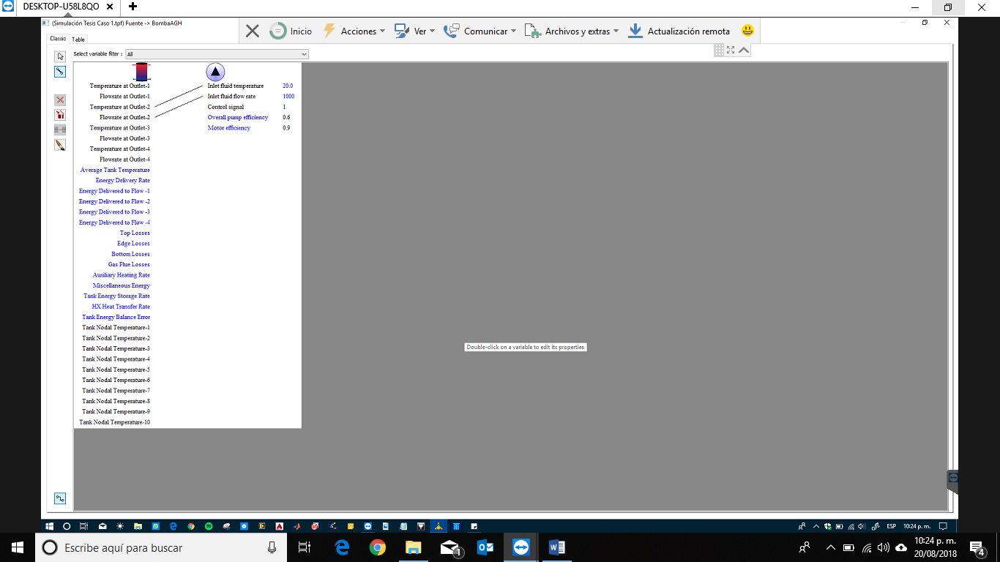 DESKTOP-U58L8QO
(Simulación Tesis Caso 1.tpf) Fuente -> BombaAGH
Inicio
Acciones
Ver
Comunicar
Archivos y extras
Actualización remota
Classic
Table
Select variable filter :
All
Temperature at Outlet-1
Inlet fluid temperature
20.0
Flowrate at Outlet-1
Inlet fluid flow rate
1000
Temperature at Outlet-2
Control signal
1
Flowrate at Outlet-2
Overall pump efficiency
0.6
Temperature at Outlet-3
Motor efficiency
0.9
Flowrate at Outlet-3
Temperature at Outlet-4
Flowrate at Outlet-4
Average Tank Temperature
Energy Delivery Rate
Energy Delivered to Flow -1
Energy Delivered to Flow -2
Energy Delivered to Flow -3
Energy Delivered to Flow -4
Top Losses
Edge Losses
Bottom Losses
Gas Flue Losses
Auxiliary Heating Rate
Miscellaneous Energy
Tank Energy Storage Rate
HX Heat Transfer Rate
Tank Energy Balance Error
Tank Nodal Temperature-1
Tank Nodal Temperature-2
Tank Nodal Temperature-3
Tank Nodal Temperature-4
Tank Nodal Temperature-5
Tank Nodal Temperature-6
Tank Nodal Temperature-7
Tank Nodal Temperature-8
Tank Nodal Temperature-9
Tank Nodal Temperature-10
Double-click on a variable to edit its properties
ESP
10:24 p. m.
Escribe aquí para buscar
1
10:24 p. m.
20/08/2018
4